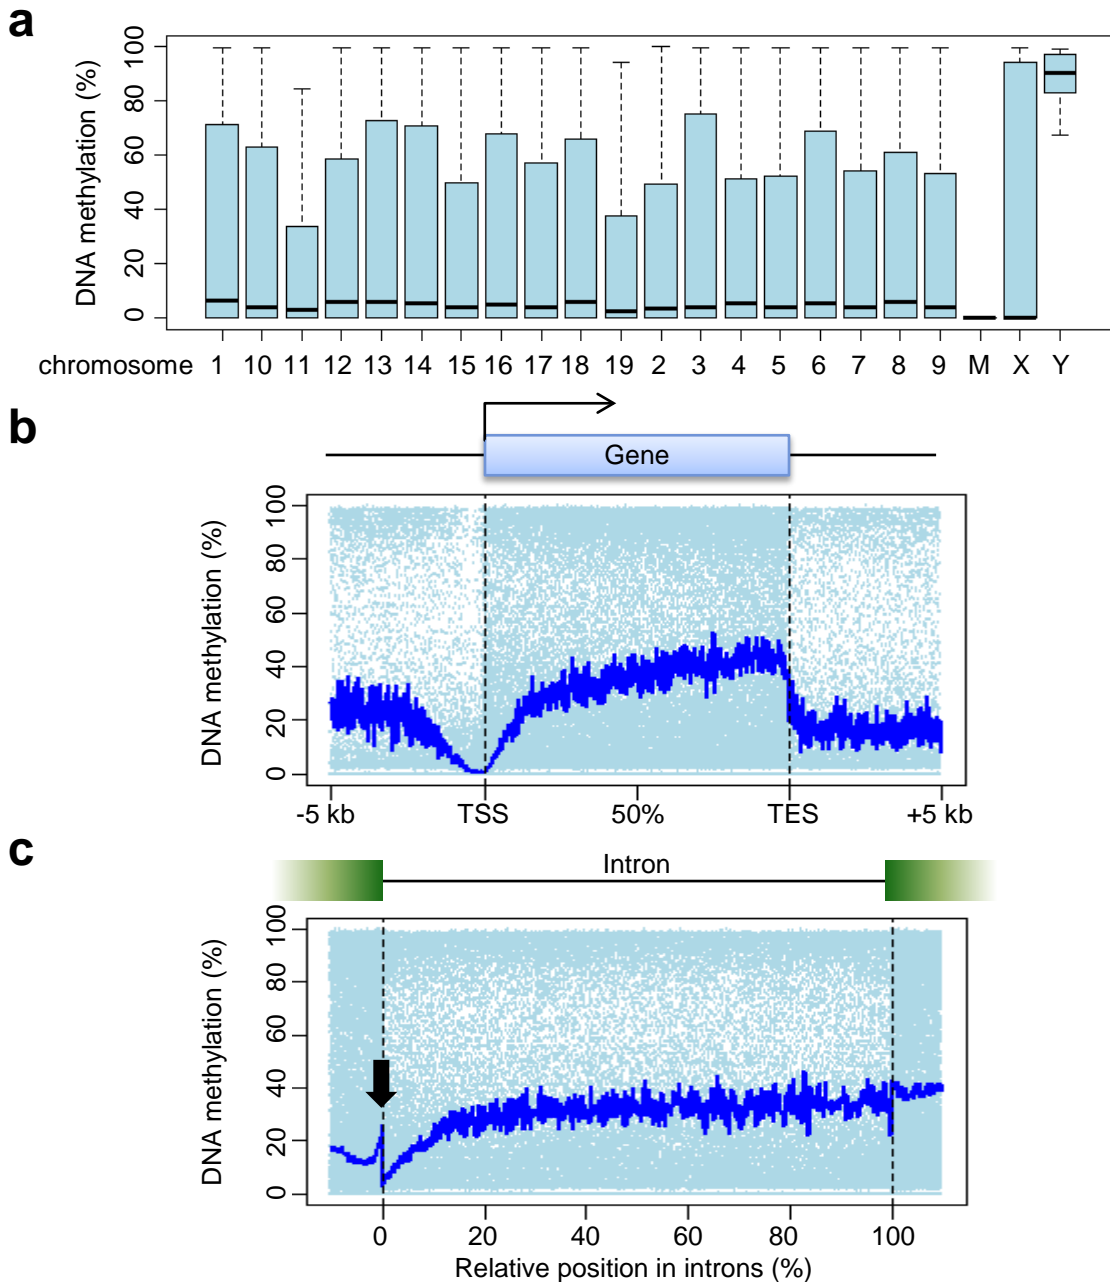 a
DNA methylation (%)
100
80
60
40
20
0
chromosome 1 10 11 12 13 14 15 16 17 18 19 2 3 4 5 6 7 8 9 M X Y
b
Gene
DNA methylation (%)
100
80
60
40
20
0
-5 kb TSS 50% TES +5 kb
c
Intron
DNA methylation (%)
100
80
60
40
20
0
0 20 40 60 80 100
Relative position in introns (%)